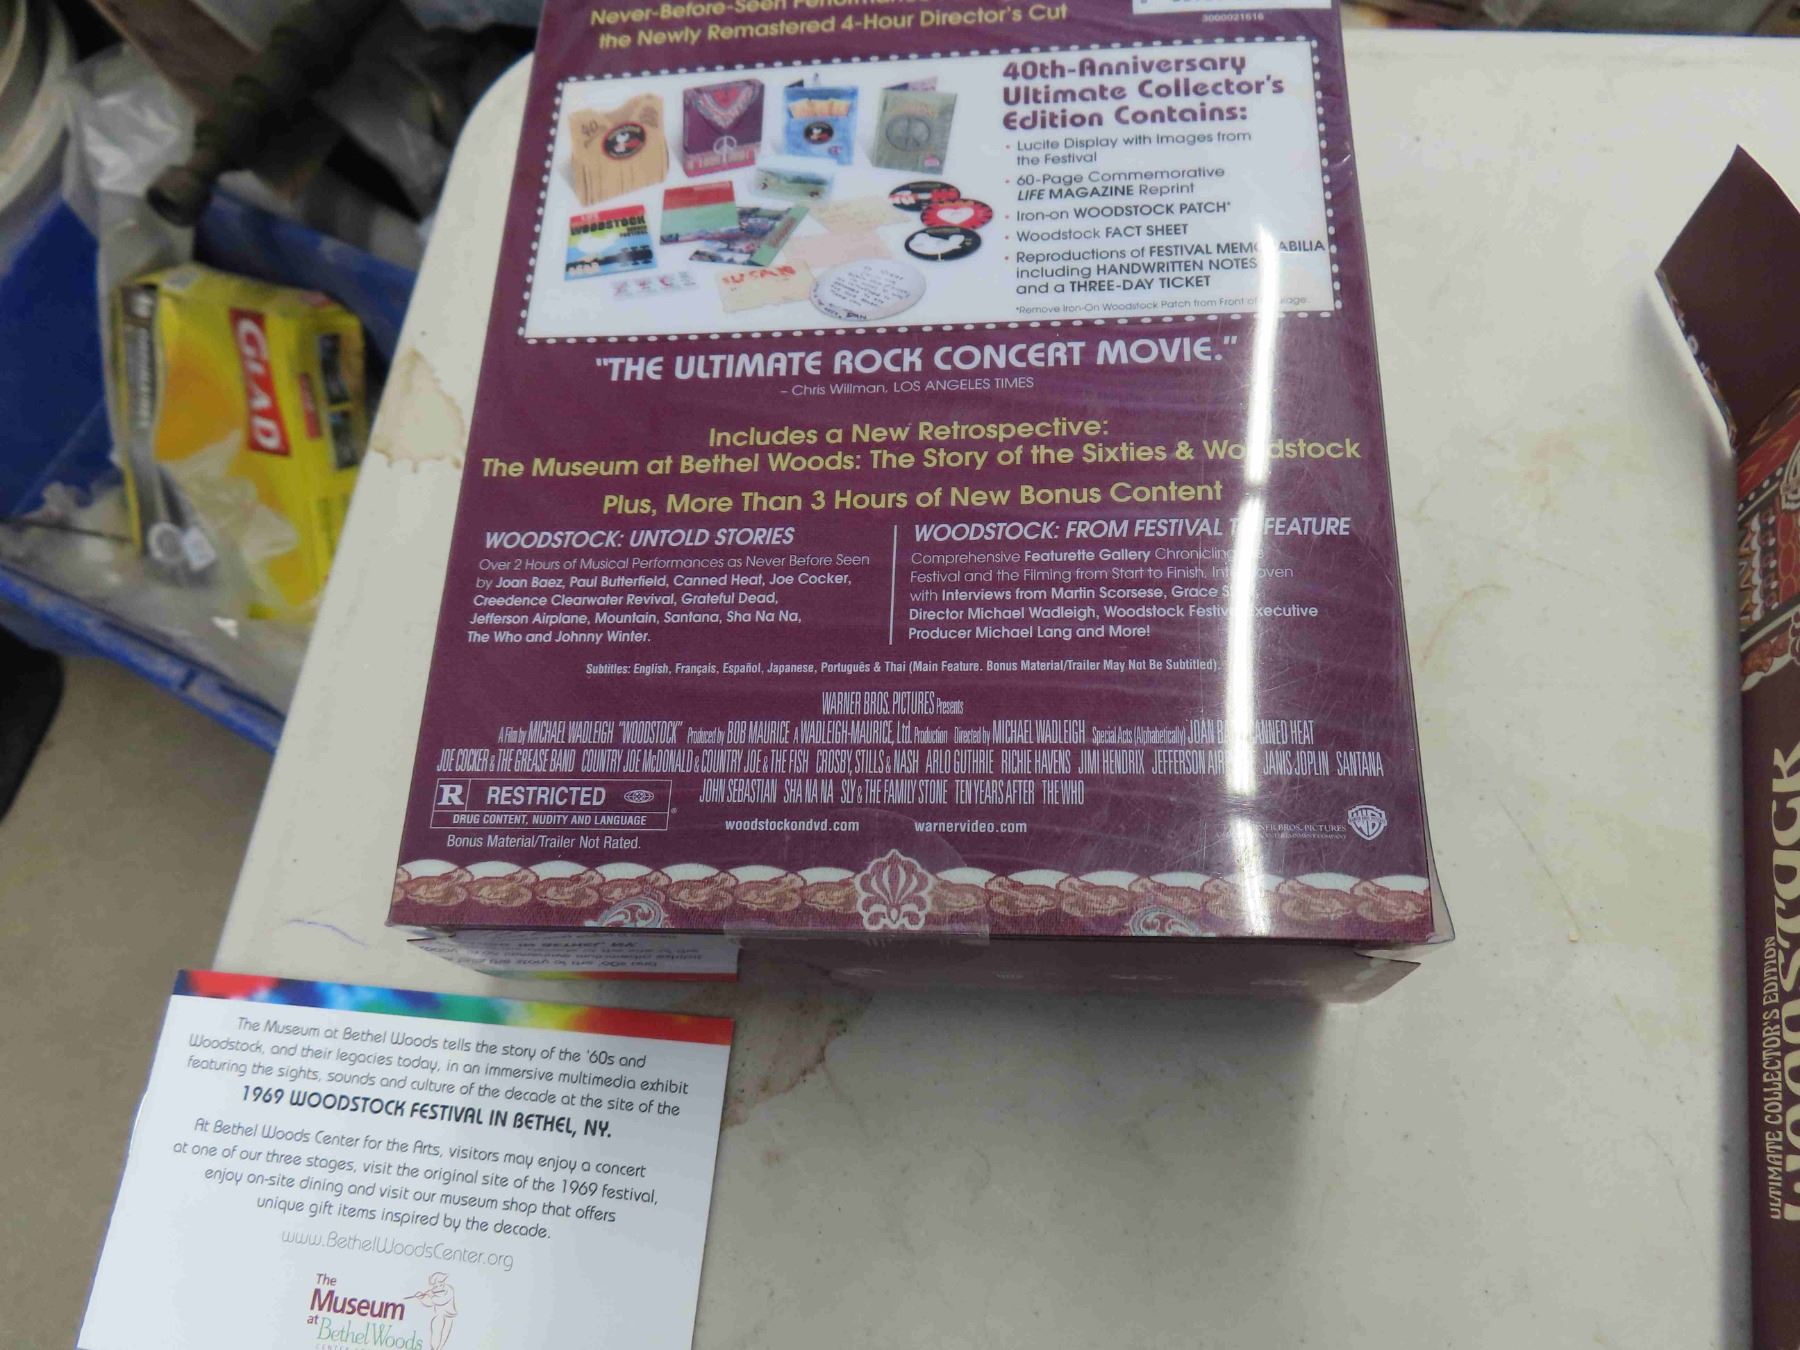 Never-Before-Seen
the Newly Remastered 4-Hour Director's Cut
3000021616
40th-Anniversary
Ultimate Collector's
Edition Contains:
• Lucite Display with Images from
the Festival
• 60-Page Commemorative
LIFE MAGAZINE Reprint
• Iron-on WOODSTOCK PATCH*
• Woodstock FACT SHEET
• Reproductions of FESTIVAL MEMORABILIA
including HANDWRITTEN NOTES
and a THREE-DAY TICKET
*Remove Iron-On Woodstock Patch from Front of
WOODSTOCK
"THE ULTIMATE ROCK CONCERT MOVIE."
– Chris Willman, LOS ANGELES TIMES
Includes a New Retrospective:
The Museum at Bethel Woods: The Story of the Sixties & Woodstock
Plus, More Than 3 Hours of New Bonus Content
WOODSTOCK: UNTOLD STORIES
Over 2 Hours of Musical Performances as Never Before Seen
by Joan Baez, Paul Butterfield, Canned Heat, Joe Cocker,
Creedence Clearwater Revival, Grateful Dead,
Jefferson Airplane, Mountain, Santana, Sha Na Na,
The Who and Johnny Winter.
WOODSTOCK: FROM FESTIVAL TO FEATURE
Comprehensive Featurette Gallery Chronicling
Festival and the Filming from Start to Finish,
with Interviews from Martin Scorsese, Grace
Director Michael Wadleigh, Woodstock Festival Executive
Producer Michael Lang and More!
Subtitles: English, Français, Español, Japanese, Português & Thai (Main Feature. Bonus Material/Trailer May Not Be Subtitled).
WARNER BROS. PICTURES Presents
A Film by MICHAEL WADLEIGH "WOODSTOCK" Produced by BOB MAURICE A WADLEIGH-MAURICE, Ltd. Production Directed by MICHAEL WADLEIGH Special Acts (Alphabetically) JOAN CANNED HEAT
JOE COCKER & THE GREASE BAND COUNTRY JOE McDONALD & COUNTRY JOE & THE FISH CROSBY, STILLS & NASH ARLO GUTHRIE RICHIE HAVENS JIMI HENDRIX JEFFERSON JANIS JOPLIN SANTANA
JOHN SEBASTIAN SHA NA NA SLY & THE FAMILY STONE TEN YEARS AFTER THE WHO
R RESTRICTED
DRUG CONTENT, NUDITY AND LANGUAGE
Bonus Material/Trailer Not Rated.
woodstockondvd.com warnervideo.com
WARNER BROS. PICTURES
GLAD
The Museum at Bethel Woods tells the story of the '60s and
Woodstock, and their legacies today, in an immersive multimedia exhibit
featuring the sights, sounds and culture of the decade at the site of the
1969 WOODSTOCK FESTIVAL IN BETHEL, NY.
At Bethel Woods Center for the Arts, visitors may enjoy a concert
at one of our three stages, visit the original site of the 1969 festival,
enjoy on-site dining and visit our museum shop that offers
unique gift items inspired by the decade.
www.BethelWoodsCenter.org
The
Museum
at Bethel Woods
ULTIMATE COLLECTOR'S EDITION
WOODSTOCK